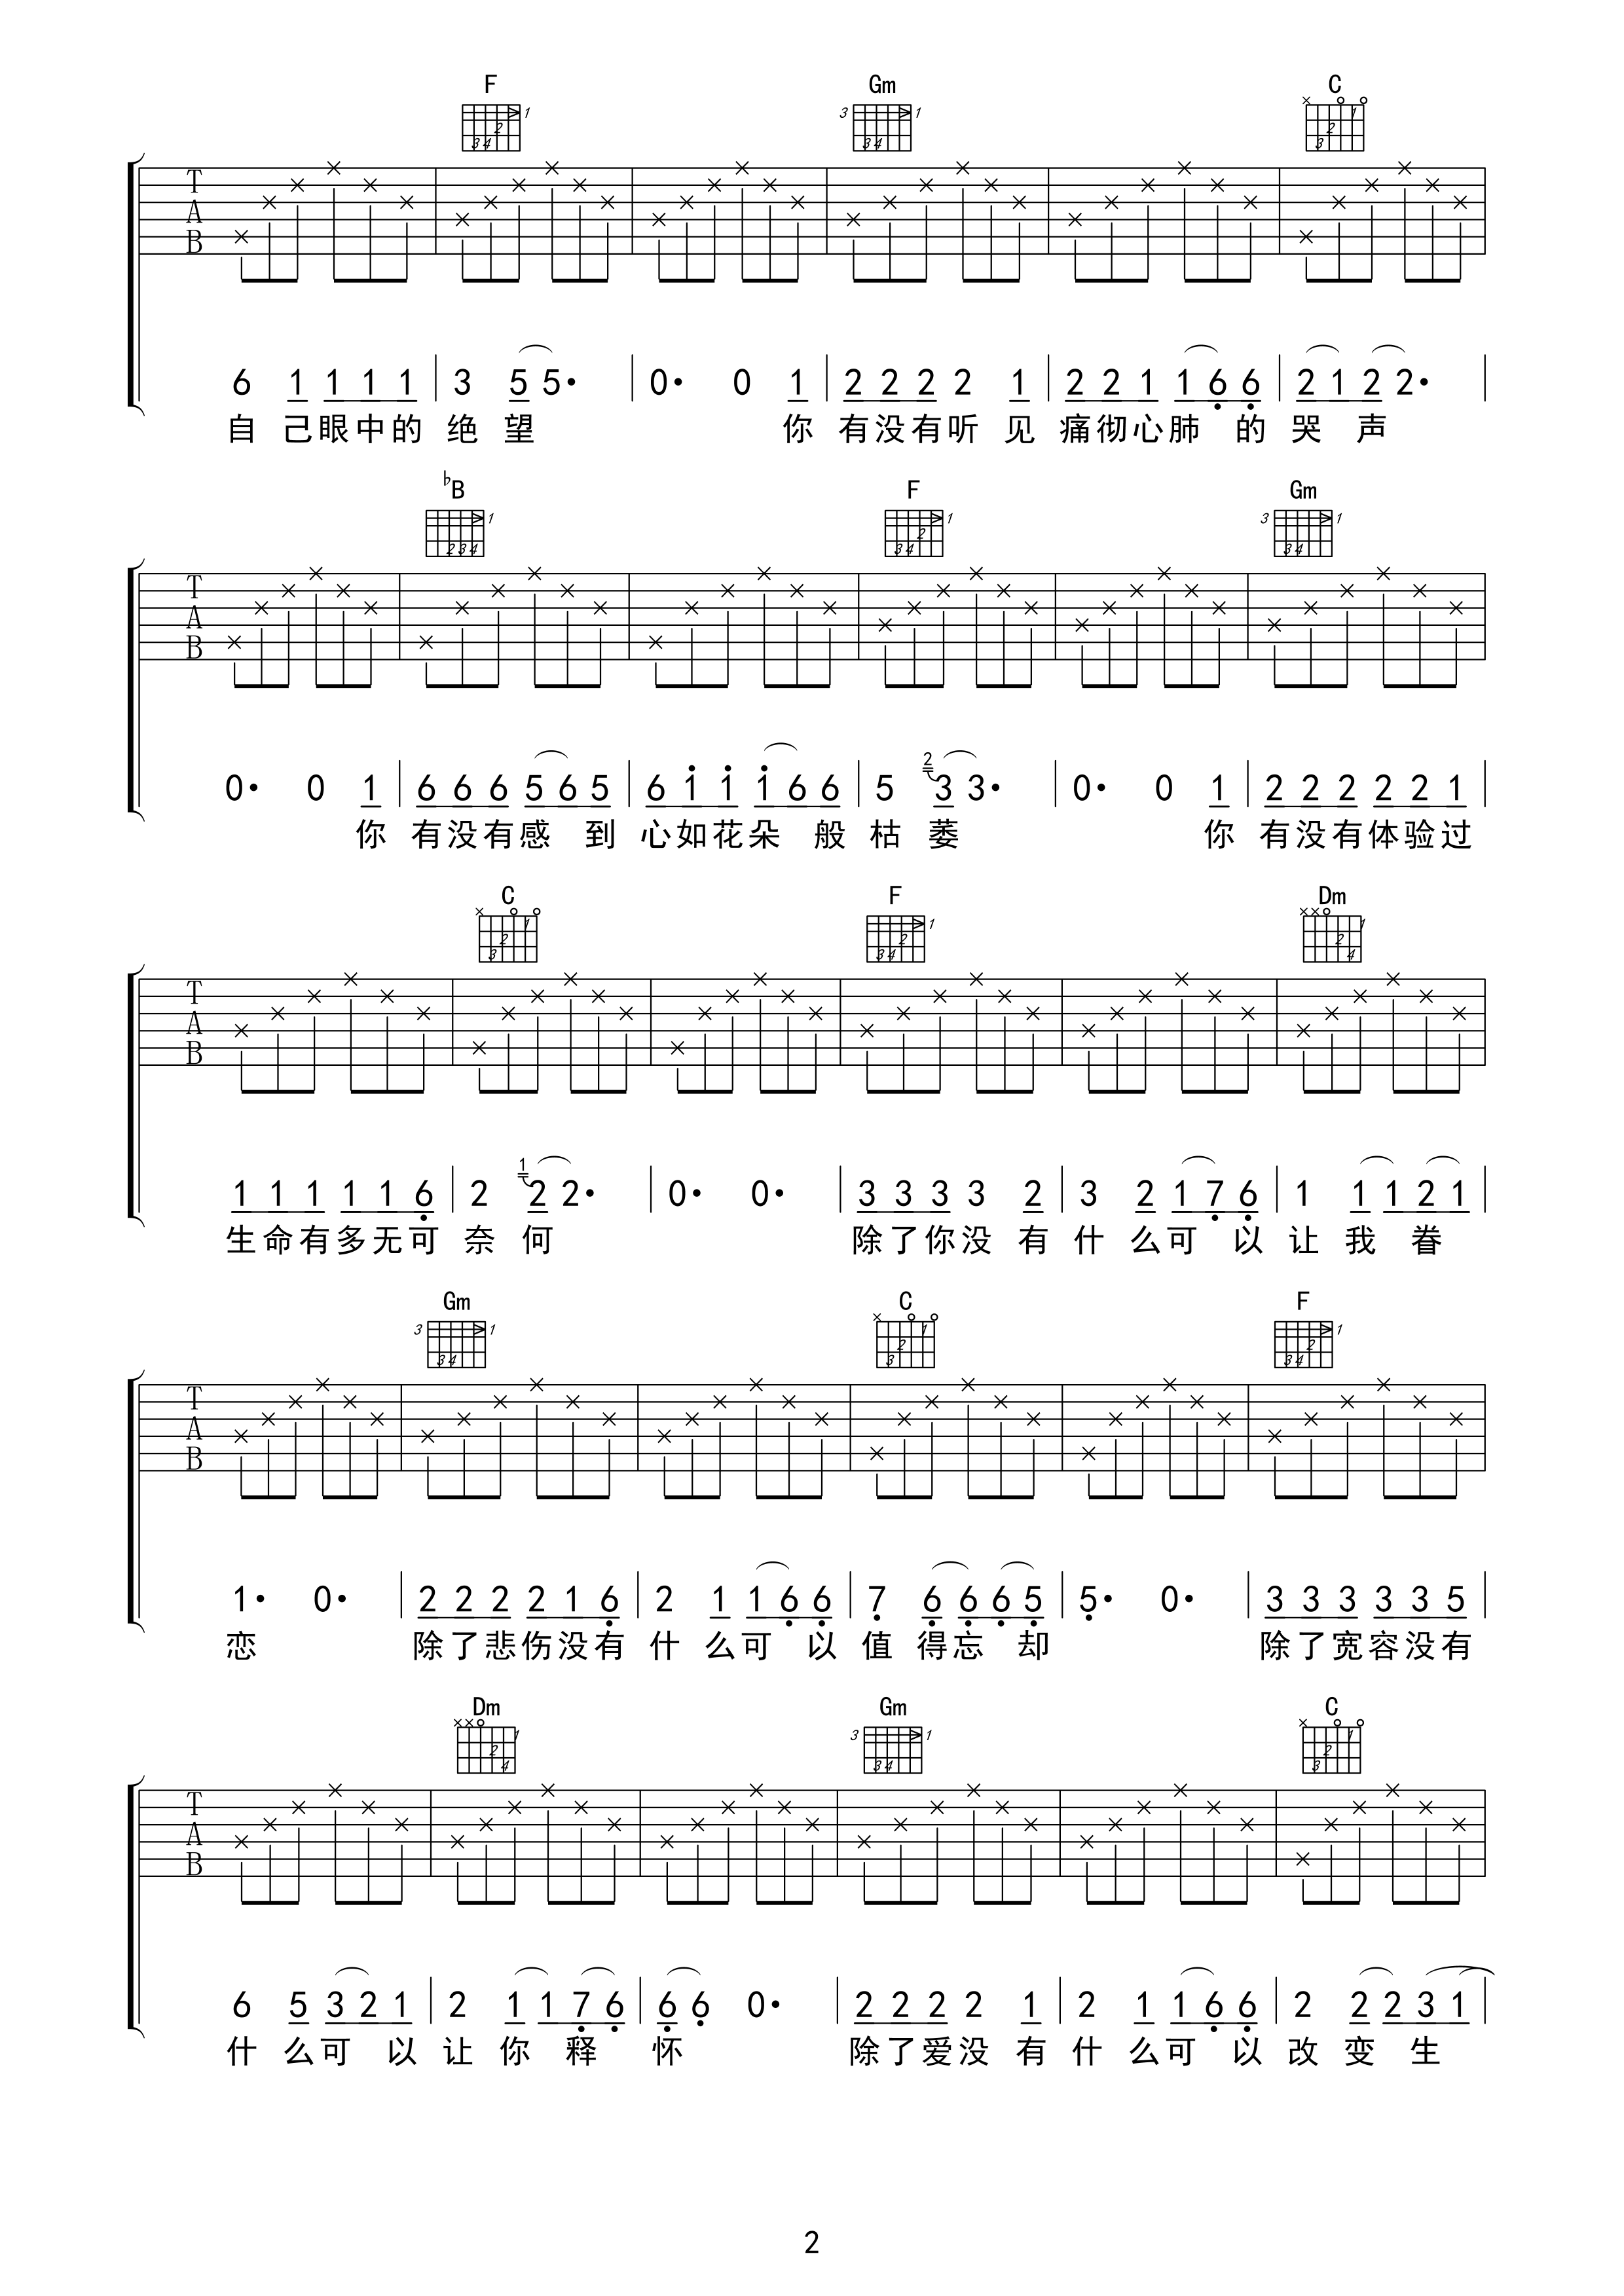 F Gm C
T
A
B
6 1 1 1 1 | 3 5 5· | 0· 0 1 | 2 2 2 2 1 | 2 2 1 1 6 6 | 2 1 2 2· |
自 己眼中的 绝 望 你 有没有听 见 痛彻心肺 的 哭 声
♭B F Gm
T
A
B
0· 0 1 | 6 6 6 5 6 5 | 6 1 1 1 6 6 | 5 2 3 3· | 0· 0 1 | 2 2 2 2 2 1 |
你 有没有感 到 心如花朵 般 枯 萎 你 有没有体验过
C F Dm
T
A
B
1 1 1 1 1 6 | 2 1 2 2· | 0· 0· | 3 3 3 3 2 | 3 2 1 7 6 | 1 1 1 2 1 |
生命有多无可 奈 何 除了你没 有 什 么可 以 让 我 眷
Gm C F
T
A
B
1· 0· | 2 2 2 2 1 6 | 2 1 1 6 6 | 7 6 6 6 5 | 5· 0· | 3 3 3 3 3 5 |
恋 除了悲伤没有 什 么可 以 值 得忘 却 除了宽容没有
Dm Gm C
T
A
B
6 5 3 2 1 | 2 1 1 7 6 | 6 6 0· | 2 2 2 2 1 | 2 1 1 6 6 | 2 2 2 3 1 |
什 么可 以 让 你 释 怀 除了爱没 有 什 么可 以 改 变 生
2